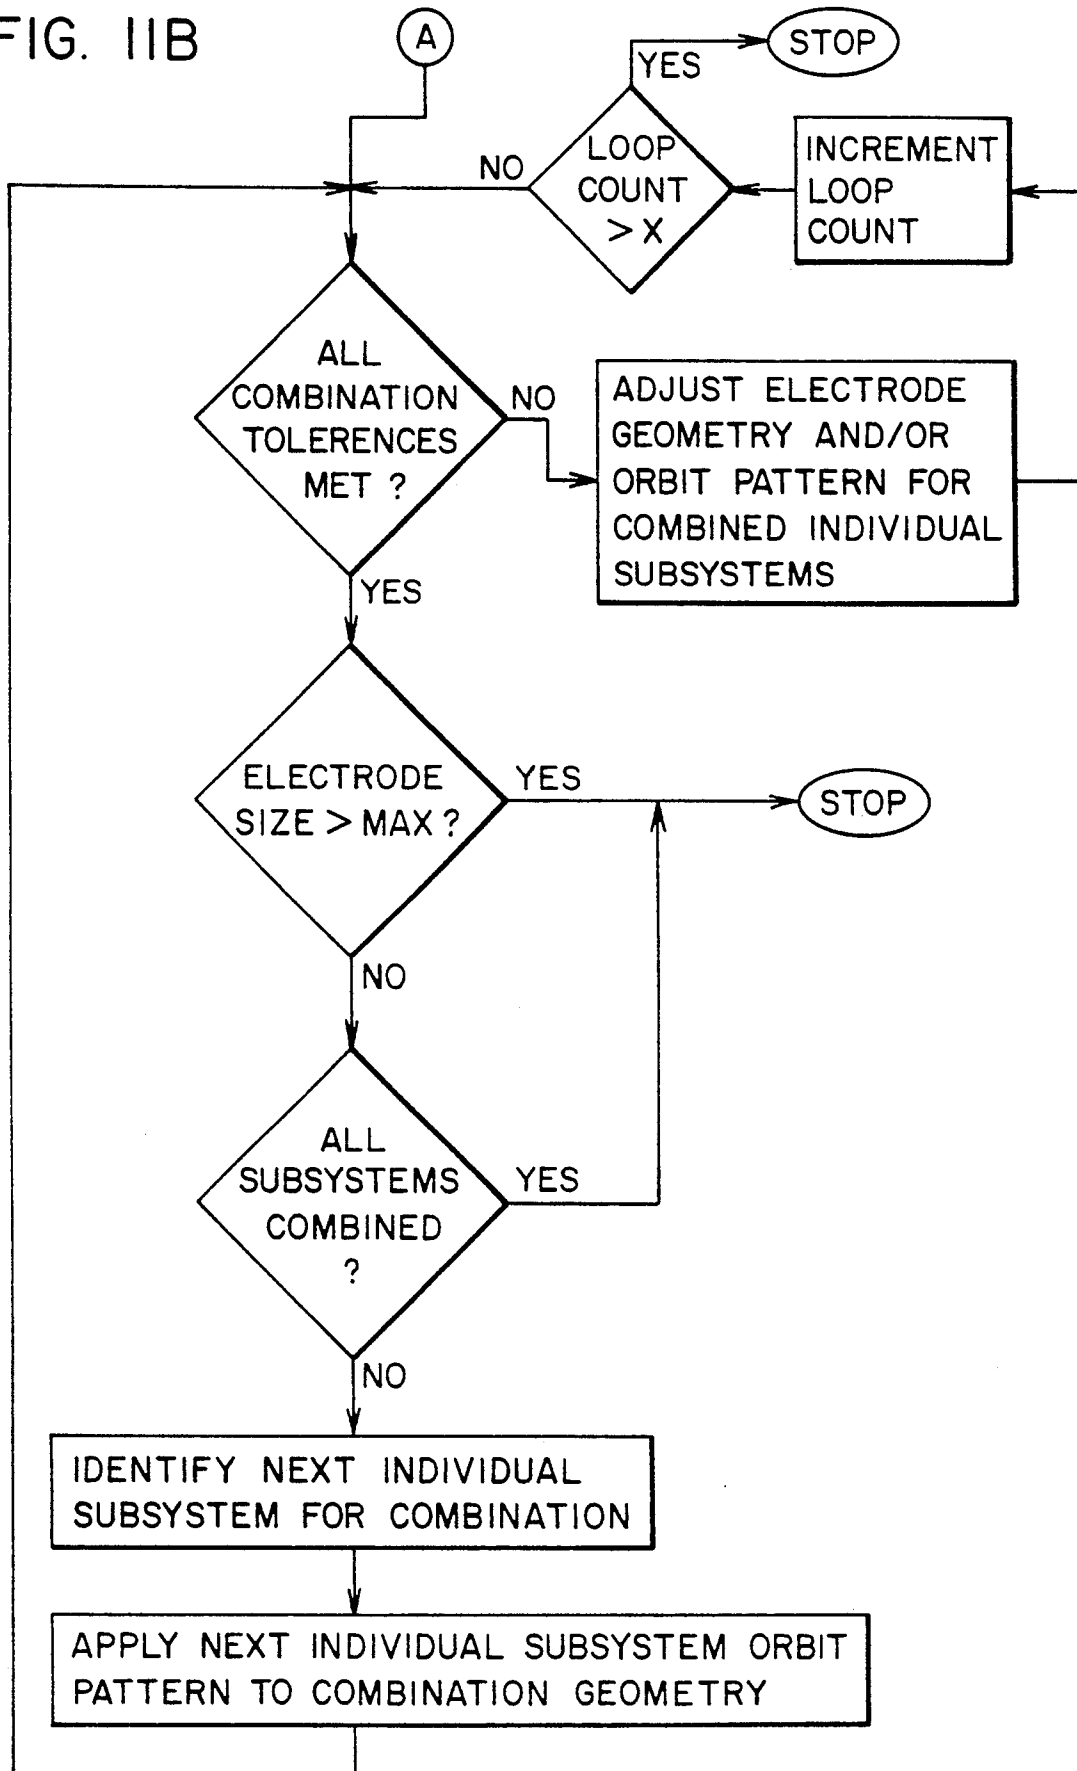 FIG. 11B
A
STOP
YES
LOOP
COUNT
> X
NO
INCREMENT
LOOP
COUNT
ALL
COMBINATION
TOLERENCES
MET ?
NO
ADJUST ELECTRODE
GEOMETRY AND/OR
ORBIT PATTERN FOR
COMBINED INDIVIDUAL
SUBSYSTEMS
YES
ELECTRODE
SIZE > MAX ?
YES
STOP
NO
ALL
SUBSYSTEMS
COMBINED
?
YES
NO
IDENTIFY NEXT INDIVIDUAL
SUBSYSTEM FOR COMBINATION
APPLY NEXT INDIVIDUAL SUBSYSTEM ORBIT
PATTERN TO COMBINATION GEOMETRY